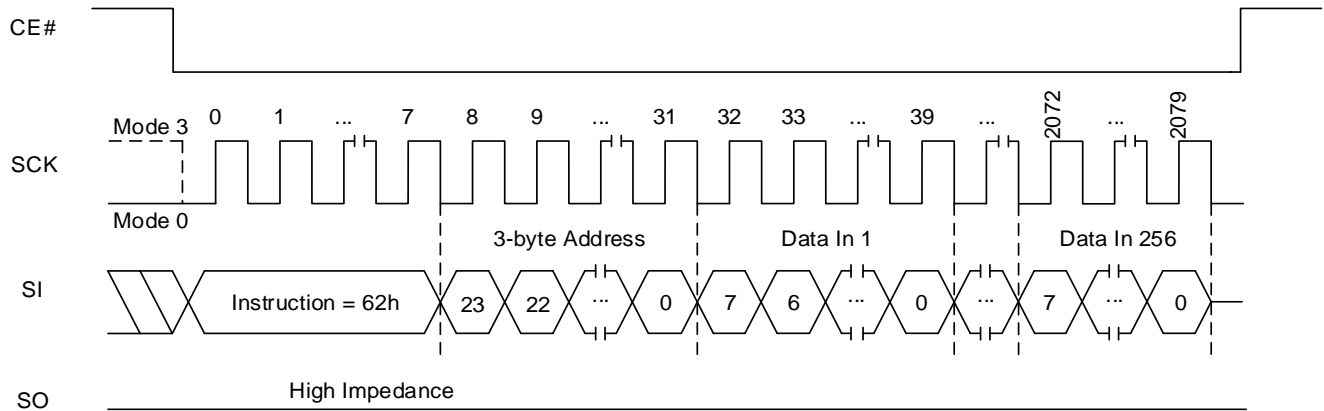 CE#
0 1 ... 7 8 9 ... 31 32 33 ... 39 ... 2072 ... 2079
Mode 3
SCK
Mode 0
3-byte Address Data In 1 Data In 256
SI Instruction = 62h 23 22 ... 0 7 6 ... 0 ... 7 ... 0
High Impedance
SO